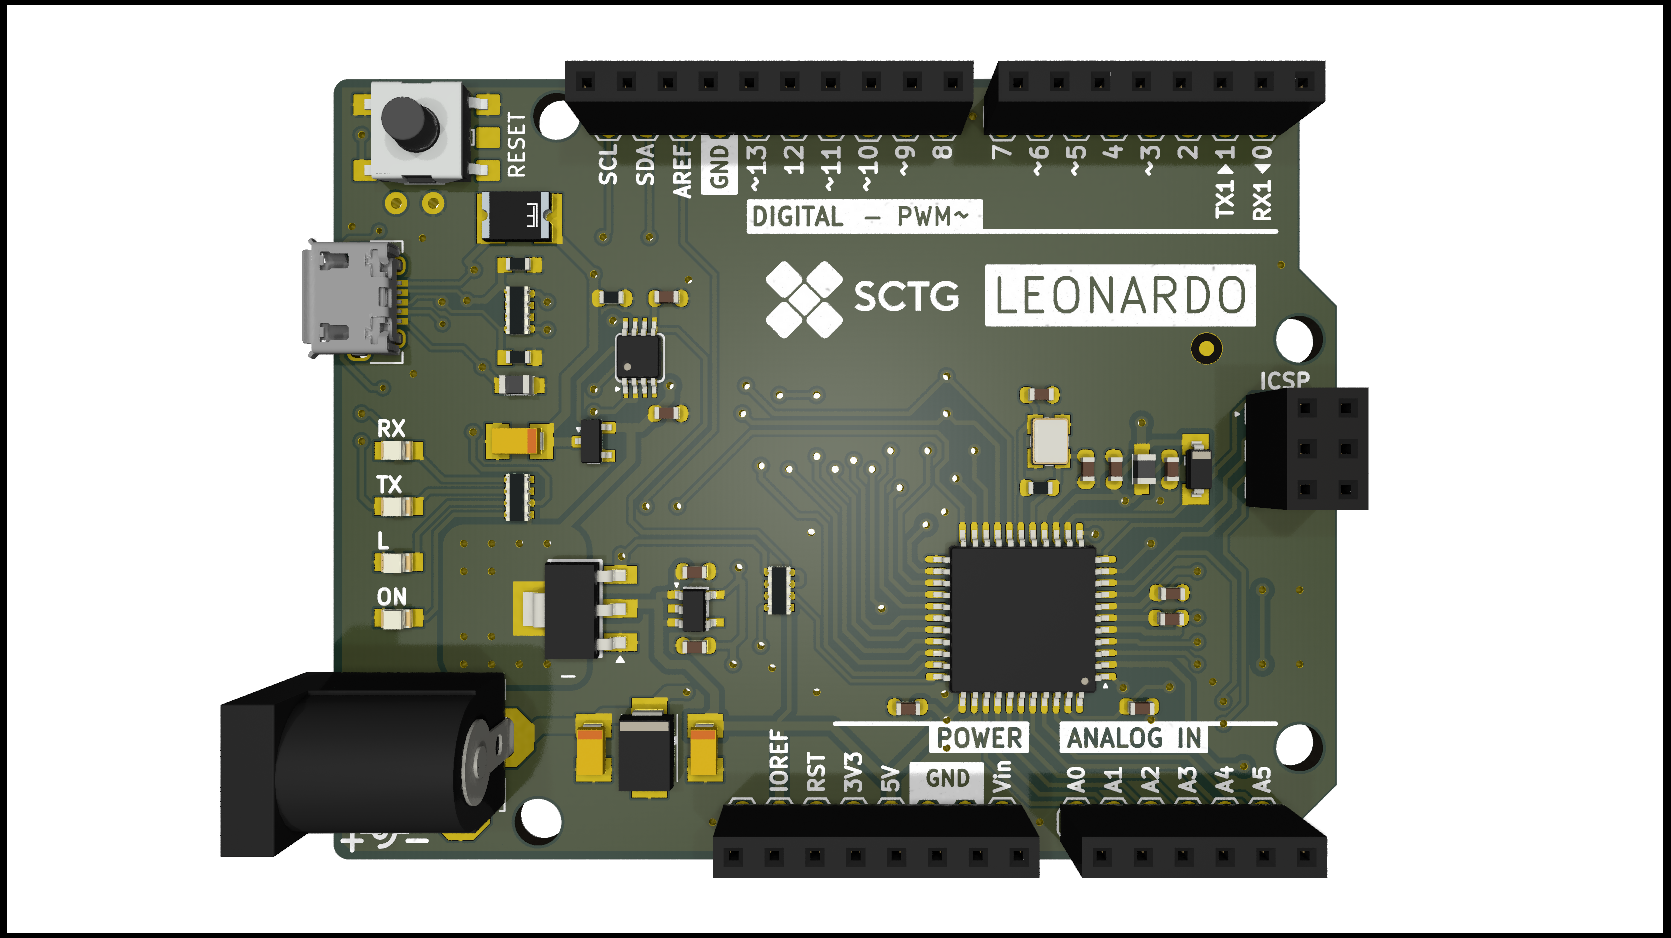 RESET
SCL
SDA
AREF
GND
~13
12
~11
~10
~9
8
7
~6
~5
4
~3
2
TX1▶1
RX1◀0
DIGITAL - PWM~
SCTG
LEONARDO
ICSP
RX
TX
L
ON
POWER
ANALOG IN
IOREF
RST
3V3
5V
GND
Vin
A0
A1
A2
A3
A4
A5
+ -